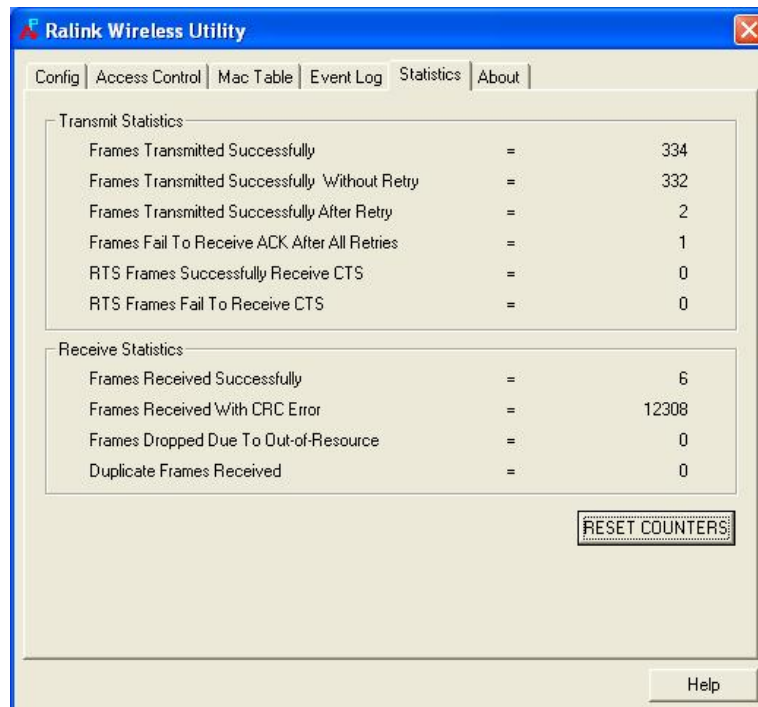 Ralink Wireless Utility
Config Access Control Mac Table Event Log Statistics About
Transmit Statistics
Frames Transmitted Successfully = 334
Frames Transmitted Successfully Without Retry = 332
Frames Transmitted Successfully After Retry = 2
Frames Fail To Receive ACK After All Retries = 1
RTS Frames Successfully Receive CTS = 0
RTS Frames Fail To Receive CTS = 0
Receive Statistics
Frames Received Successfully = 6
Frames Received With CRC Error = 12308
Frames Dropped Due To Out-of-Resource = 0
Duplicate Frames Received = 0
RESET COUNTERS
Help